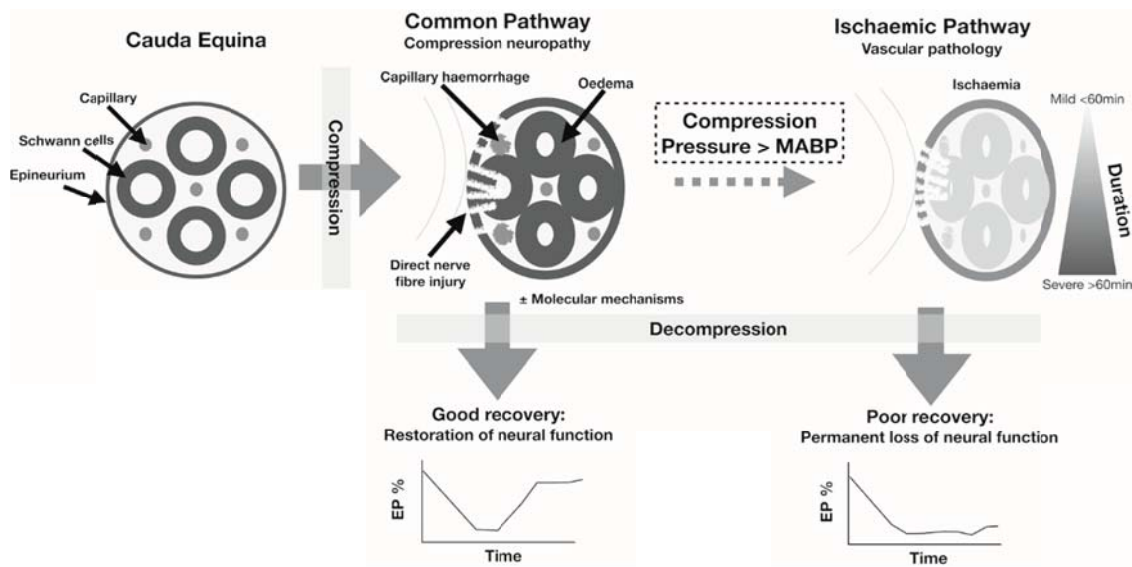 Cauda Equina
Capillary
Schwann cells
Epineurium
Compression
Common Pathway
Compression neuropathy
Capillary haemorrhage
Oedema
Direct nerve
fibre injury
± Molecular mechanisms
Compression
Pressure > MABP
Ischaemic Pathway
Vascular pathology
Ischaemia
Mild <60min
Duration
Severe >60min
Decompression
Good recovery:
Restoration of neural function
EP %
Time
Poor recovery:
Permanent loss of neural function
EP %
Time